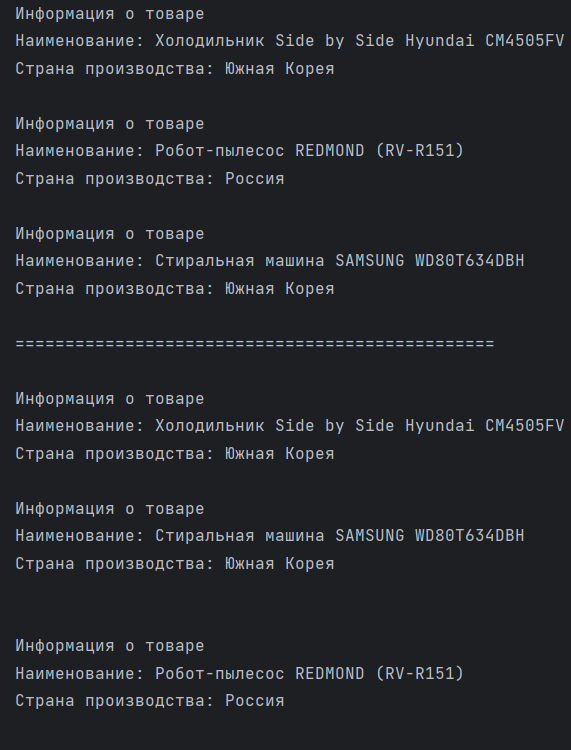 Информация о товаре
Наименование: Холодильник Side by Side Hyundai CM4505FV
Страна производства: Южная Корея
Информация о товаре
Наименование: Робот-пылесос REDMOND (RV-R151)
Страна производства: Россия
Информация о товаре
Наименование: Стиральная машина SAMSUNG WD80T634DBH
Страна производства: Южная Корея
================================================
Информация о товаре
Наименование: Холодильник Side by Side Hyundai CM4505FV
Страна производства: Южная Корея
Информация о товаре
Наименование: Стиральная машина SAMSUNG WD80T634DBH
Страна производства: Южная Корея
Информация о товаре
Наименование: Робот-пылесос REDMOND (RV-R151)
Страна производства: Россия